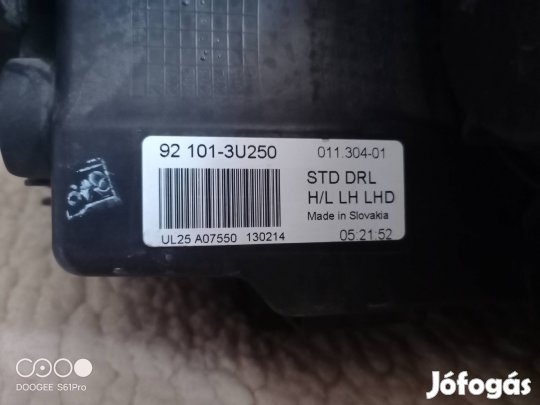 92 101-3U250 011.304-01
STD DRL
H/L LH LHD
Made in Slovakia
UL25 A07550 130214 05:21:52
DOOGEE S61Pro
Jófogás